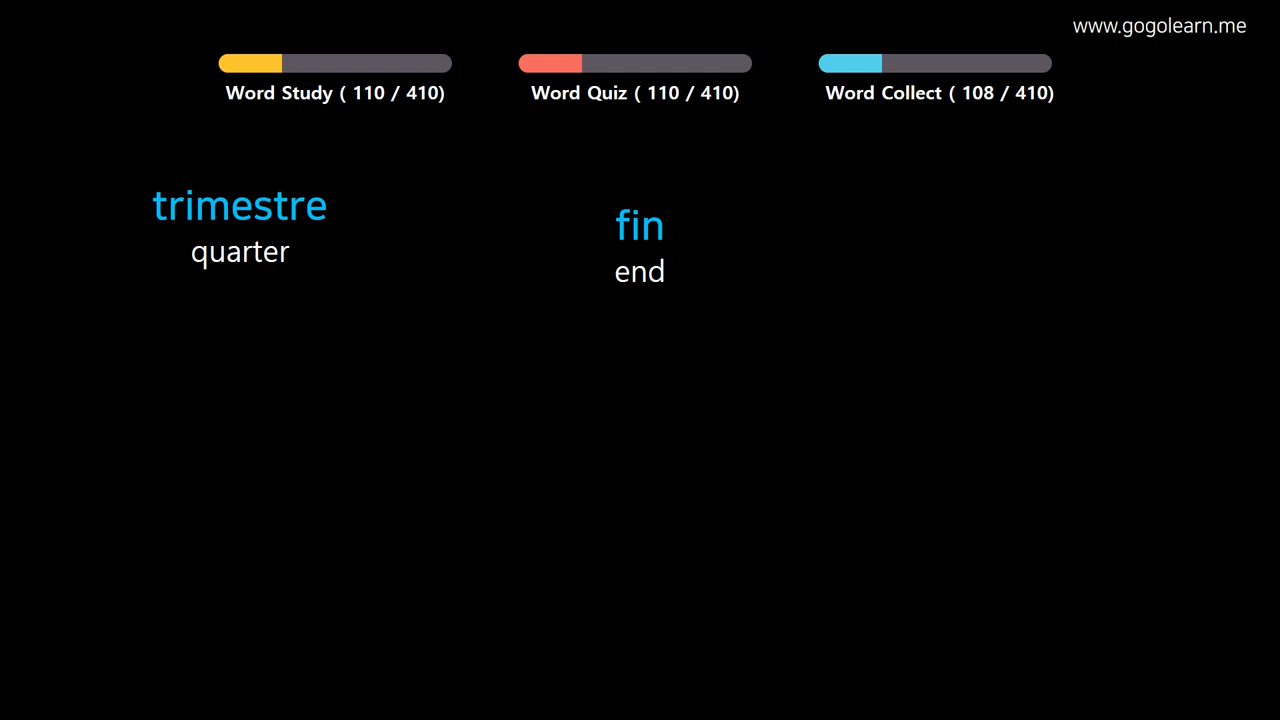 www.gogolearn.me
Word Study ( 110 / 410)
Word Quiz ( 110 / 410)
Word Collect ( 108 / 410)
trimestre
quarter
fin
end